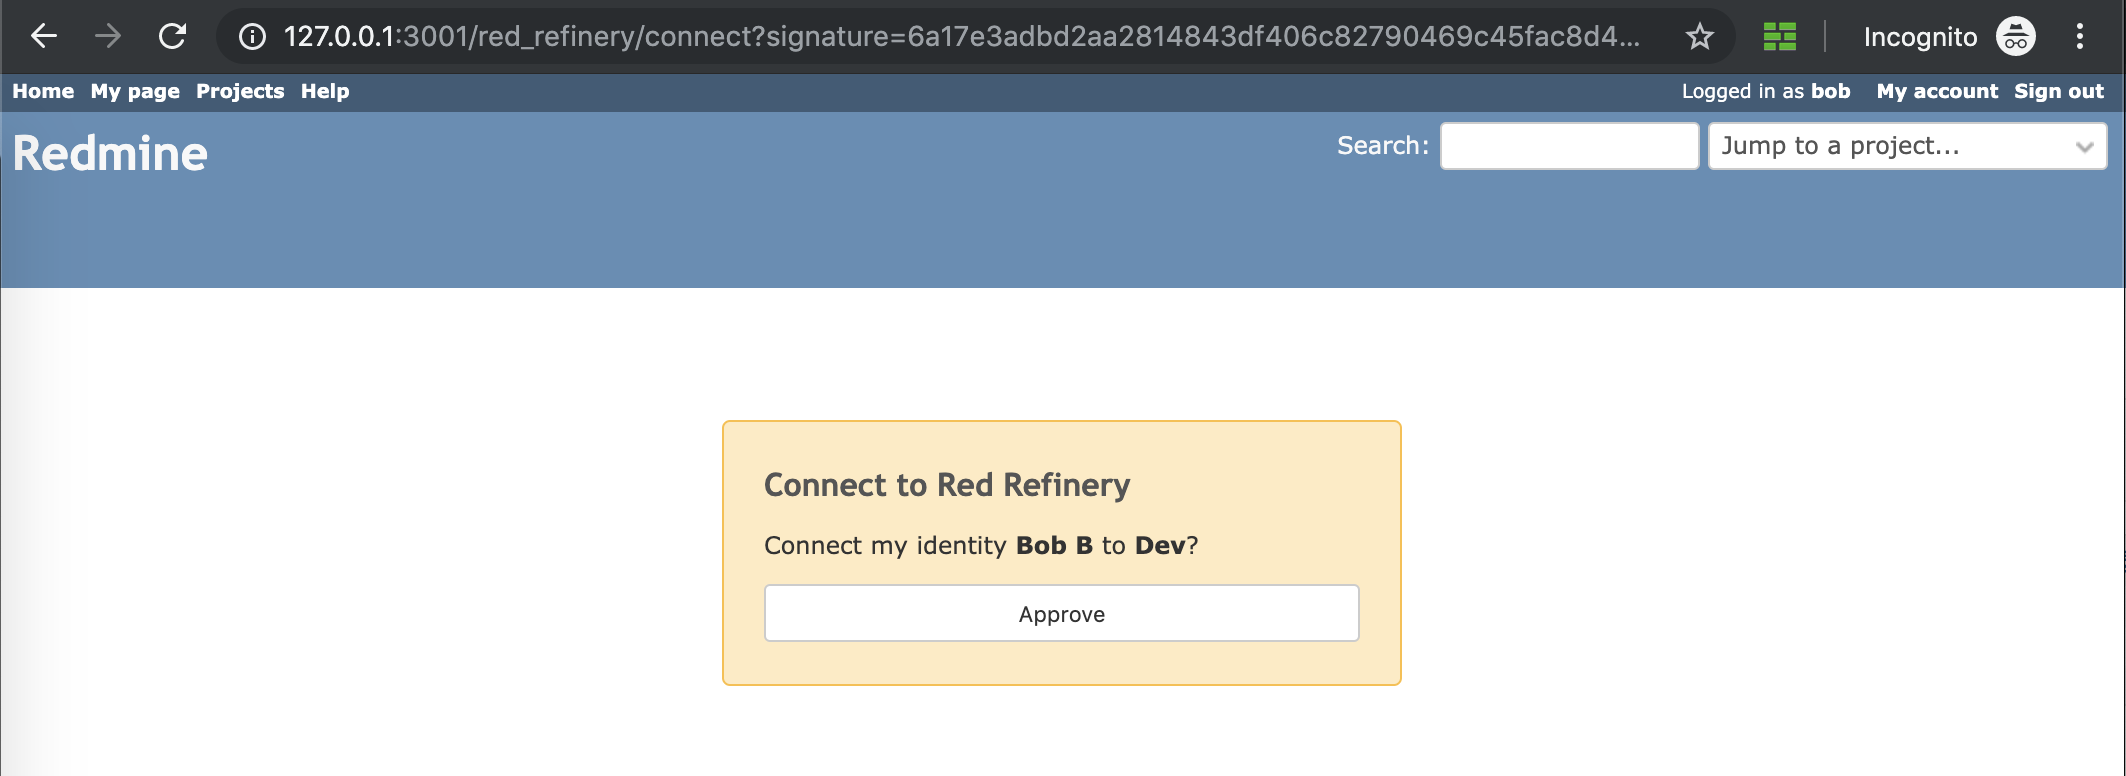 127.0.0.1:3001/red_refinery/connect?signature=6a17e3adbd2aa2814843df406c82790469c45fac8d4... Incognito
Home My page Projects Help Logged in as bob My account Sign out
Redmine Search: Jump to a project...
Connect to Red Refinery
Connect my identity Bob B to Dev?
Approve